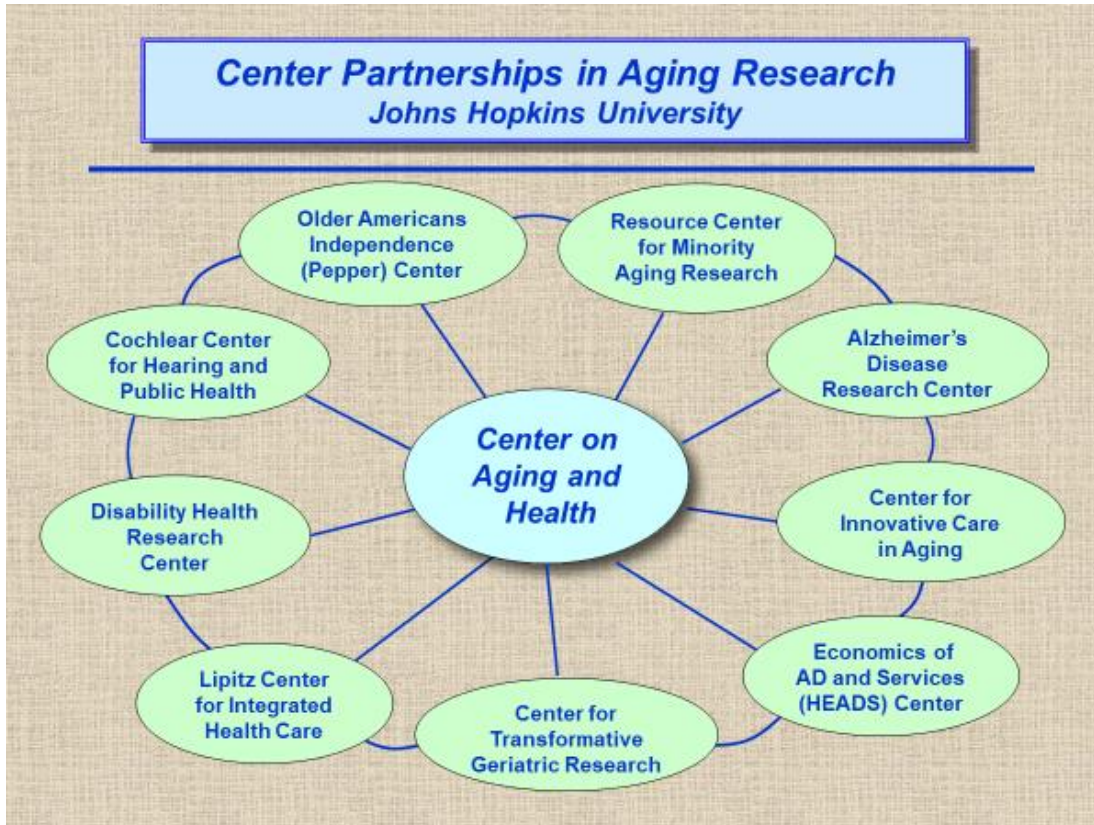 Center Partnerships in Aging Research
Johns Hopkins University
Older Americans
Independence
(Pepper) Center
Resource Center
for Minority
Aging Research
Cochlear Center
for Hearing and
Public Health
Alzheimer’s
Disease
Research Center
Center on
Aging and
Health
Disability Health
Research
Center
Center for
Innovative Care
in Aging
Lipitz Center
for Integrated
Health Care
Center for
Transformative
Geriatric Research
Economics of
AD and Services
(HEADS) Center